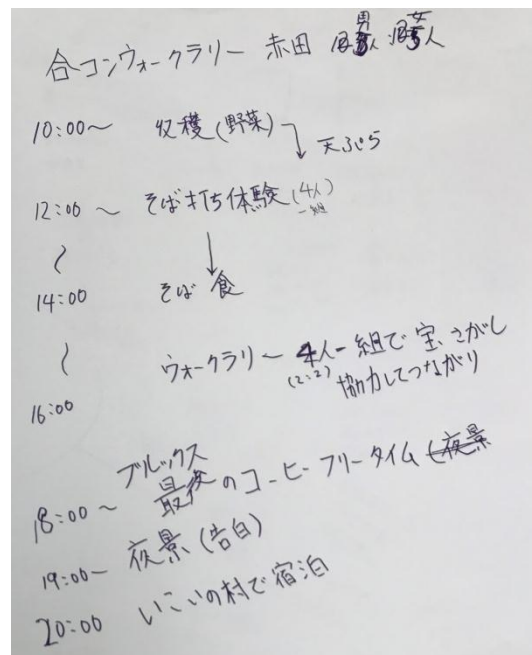 合コンウォークラリー 赤田 男 人 女 人
10:00〜 収穫(野菜)
天ぷら
12:00 〜 そば打ち体験(4人)
一組
〜
14:00 そば 食
〜 ウォークラリー 4人一組で宝さがし
(2:2) 協力してつながり
16:00
ブルックス
18:00〜 最後のコーヒーフリータイム (夜景
19:00〜 夜景(告白)
20:00 いこいの村で宿泊